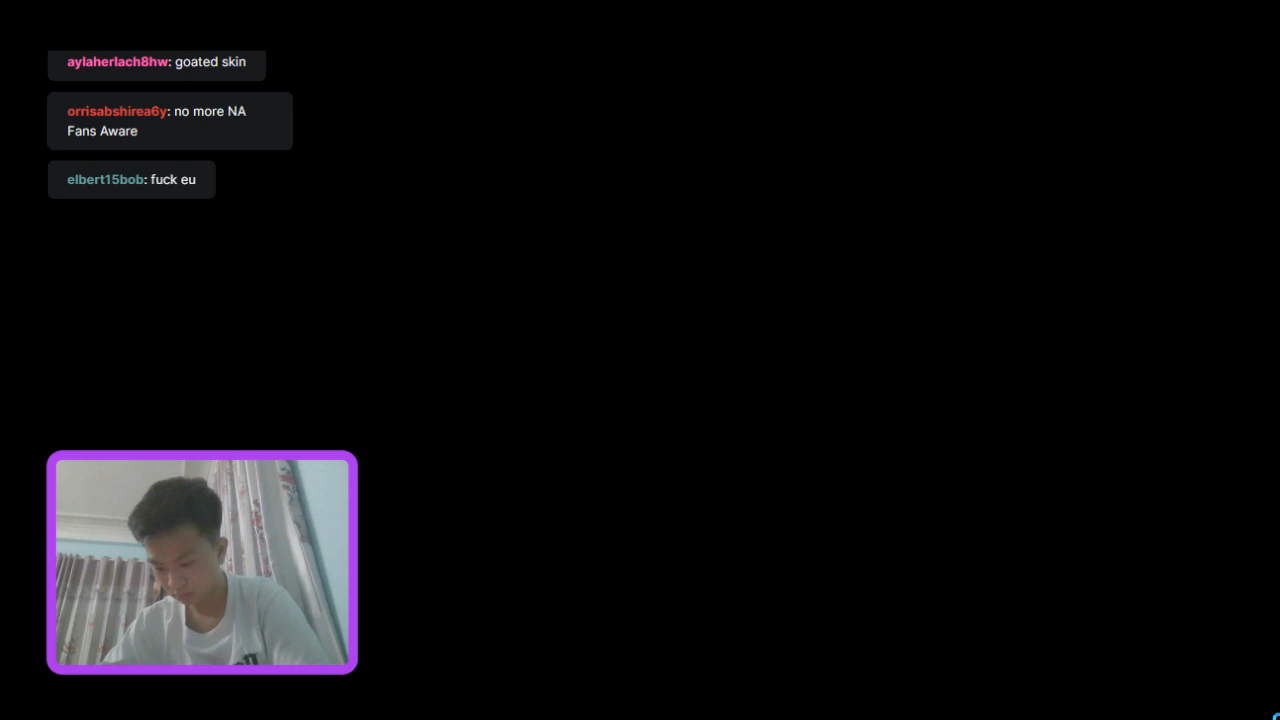 aylaherlach8hw: goated skin
orrisabshirea6y: no more NA
Fans Aware
elbert15bob: fuck eu